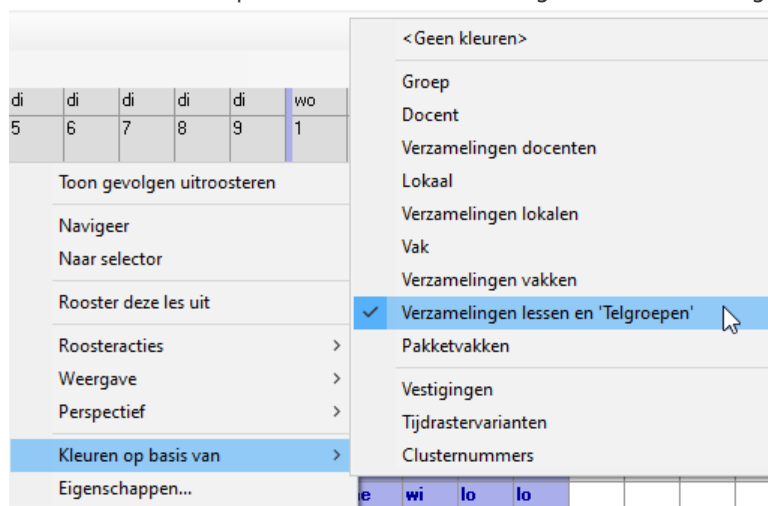 <Geen kleuren>
Groep
di di di di di wo
Docent
5 6 7 8 9 1
Verzamelingen docenten
Toon gevolgen uitroosteren
Lokaal
Verzamelingen lokalen
Navigeer
Vak
Naar selector
Verzamelingen vakken
Rooster deze les uit
Verzamelingen lessen en 'Telgroepen'
Roosteracties
Pakketvakken
Weergave
Vestigingen
Perspectief
Tijdrastervarianten
Kleuren op basis van
Clusternummers
Eigenschappen...
wi lo lo